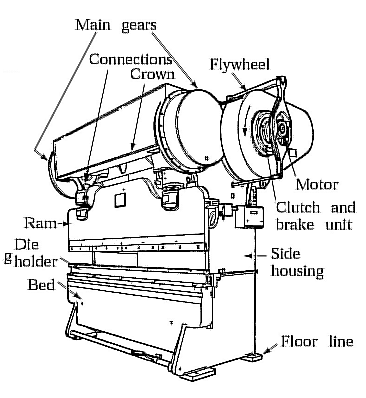 Main gears
Connections
Crown
Flywheel
Motor
Clutch and
brake unit
Ram
Die
g holder
Side
housing
Bed
Floor line